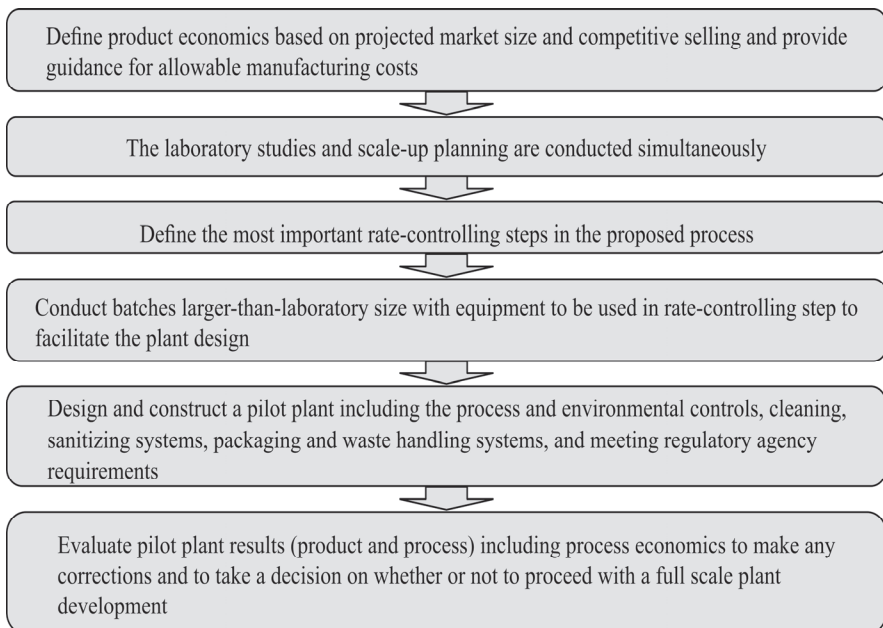 Define product economics based on projected market size and competitive selling and provide
guidance for allowable manufacturing costs
The laboratory studies and scale-up planning are conducted simultaneously
Define the most important rate-controlling steps in the proposed process
Conduct batches larger-than-laboratory size with equipment to be used in rate-controlling step to
facilitate the plant design
Design and construct a pilot plant including the process and environmental controls, cleaning,
sanitizing systems, packaging and waste handling systems, and meeting regulatory agency
requirements
Evaluate pilot plant results (product and process) including process economics to make any
corrections and to take a decision on whether or not to proceed with a full scale plant
development